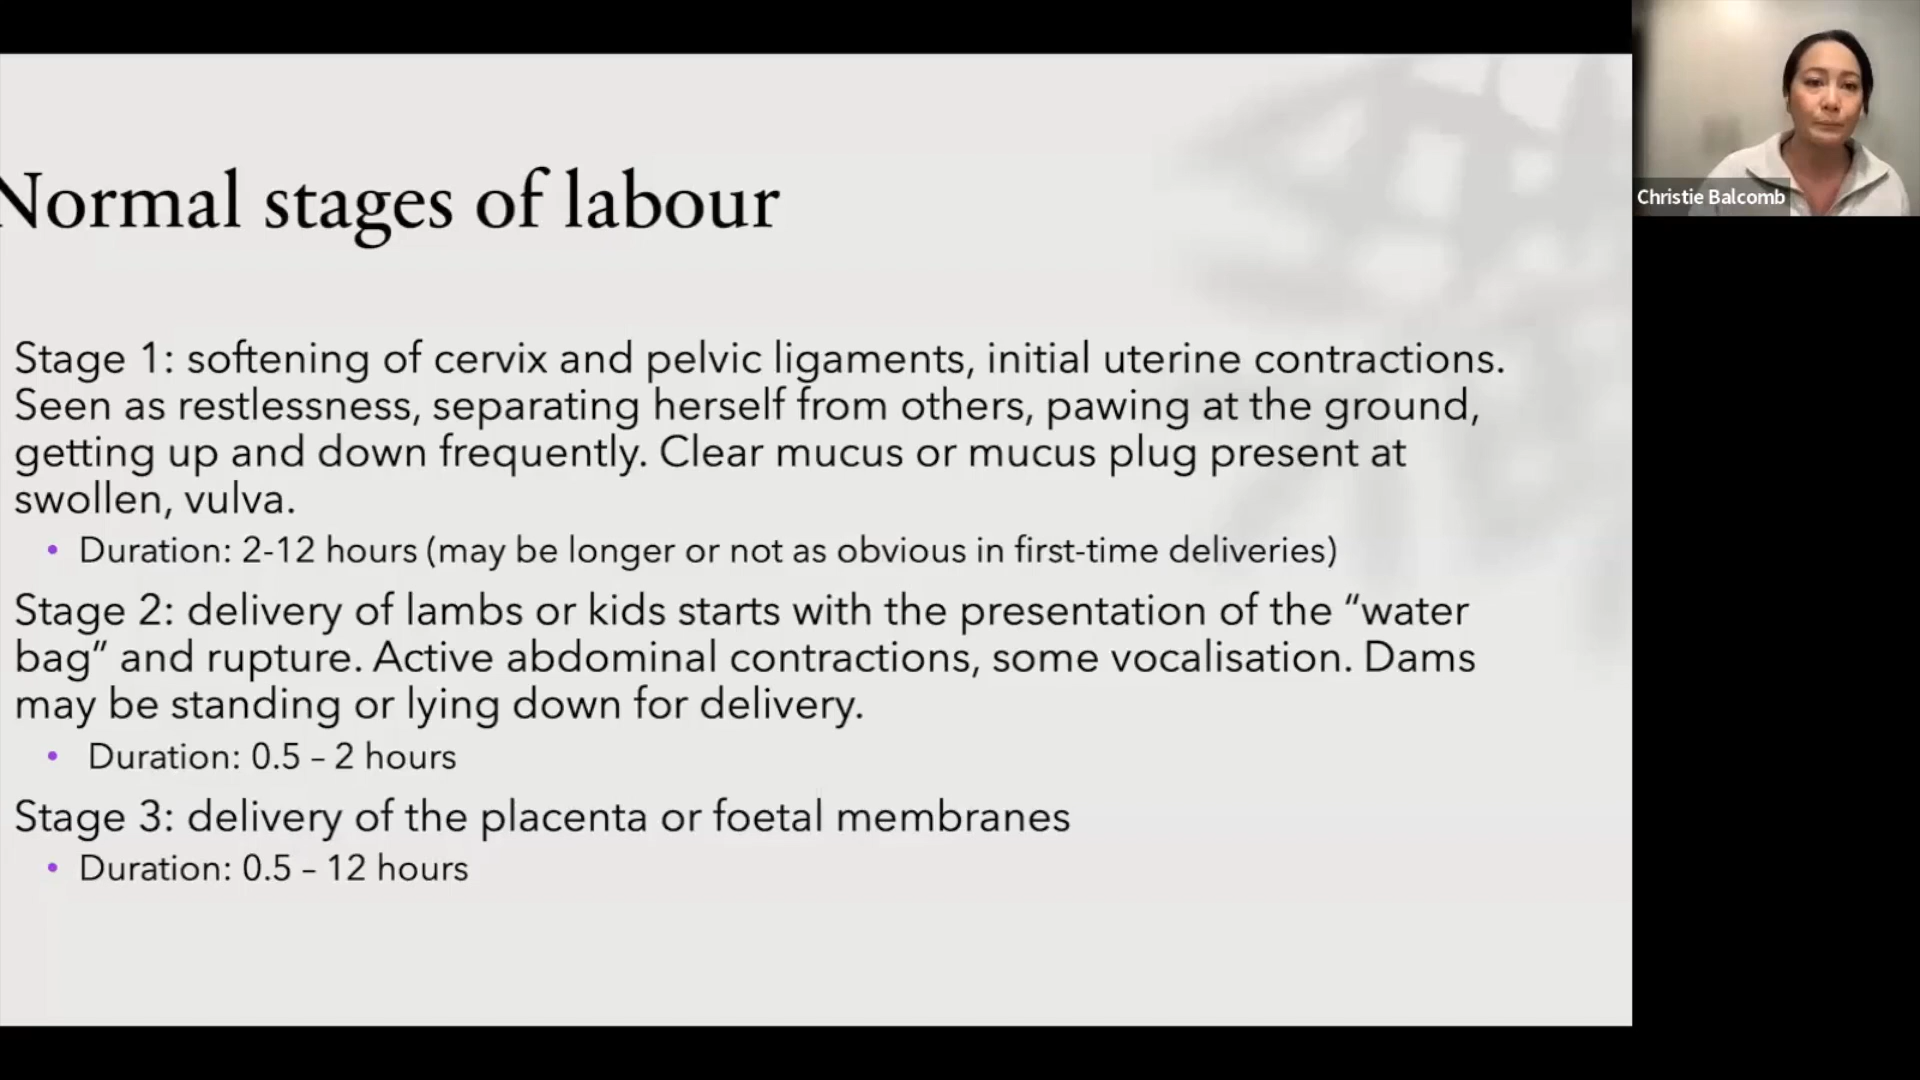 Normal stages of labour
Christie Balcomb
Stage 1: softening of cervix and pelvic ligaments, initial uterine contractions.
Seen as restlessness, separating herself from others, pawing at the ground,
getting up and down frequently. Clear mucus or mucus plug present at
swollen, vulva.
• Duration: 2-12 hours (may be longer or not as obvious in first-time deliveries)
Stage 2: delivery of lambs or kids starts with the presentation of the “water
bag” and rupture. Active abdominal contractions, some vocalisation. Dams
may be standing or lying down for delivery.
• Duration: 0.5 – 2 hours
Stage 3: delivery of the placenta or foetal membranes
• Duration: 0.5 – 12 hours